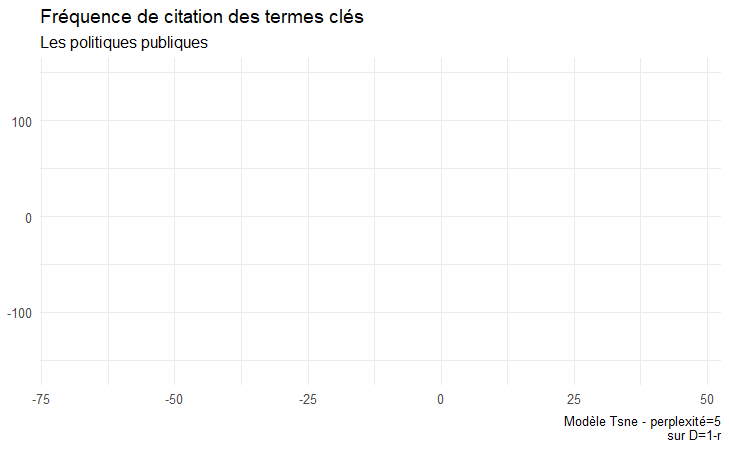 Fréquence de citation des termes clés
Les politiques publiques
100
0
-100
-75 -50 -25 0 25 50
Modèle Tsne - perplexité=5
sur D=1-r